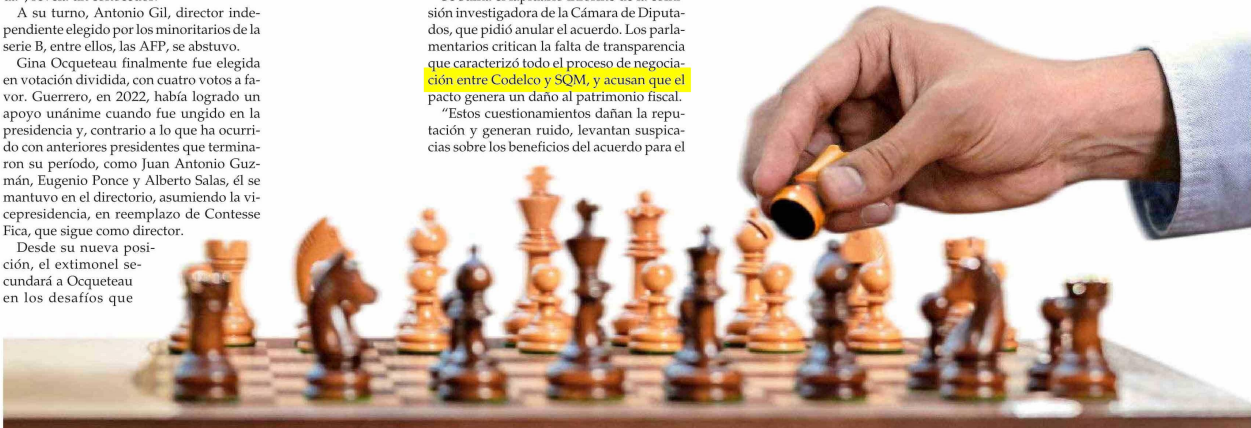 A su turno, Antonio Gil, director inde-
pendiente elegido por los minoritarios de la
serie B, entre ellos, las AFP, se abstuvo.
Gina Ocqueteau finalmente fue elegida
en votación dividida, con cuatro votos a fa-
vor. Guerrero, en 2022, había logrado un
apoyo unánime cuando fue ungido en la
presidencia y, contrario a lo que ha ocurri-
do con anteriores presidentes que termina-
ron su período, como Juan Antonio Guz-
mán, Eugenio Ponce y Alberto Salas, él se
mantuvo en el directorio, asumiendo la vi-
cepresidencia, en reemplazo de Contesse
Fica, que sigue como director.
Desde su nueva posi-
ción, el extimonel se-
cundará a Ocqueteau
en los desafíos que
sión investigadora de la Cámara de Diputa-
dos, que pidió anular el acuerdo. Los parla-
mentarios critican la falta de transparencia
que caracterizó todo el proceso de negocia-
ción entre Codelco y SQM, y acusan que el
pacto genera un daño al patrimonio fiscal.
“Estos cuestionamientos dañan la repu-
tación y generan ruido, levantan suspica-
cias sobre los beneficios del acuerdo para el